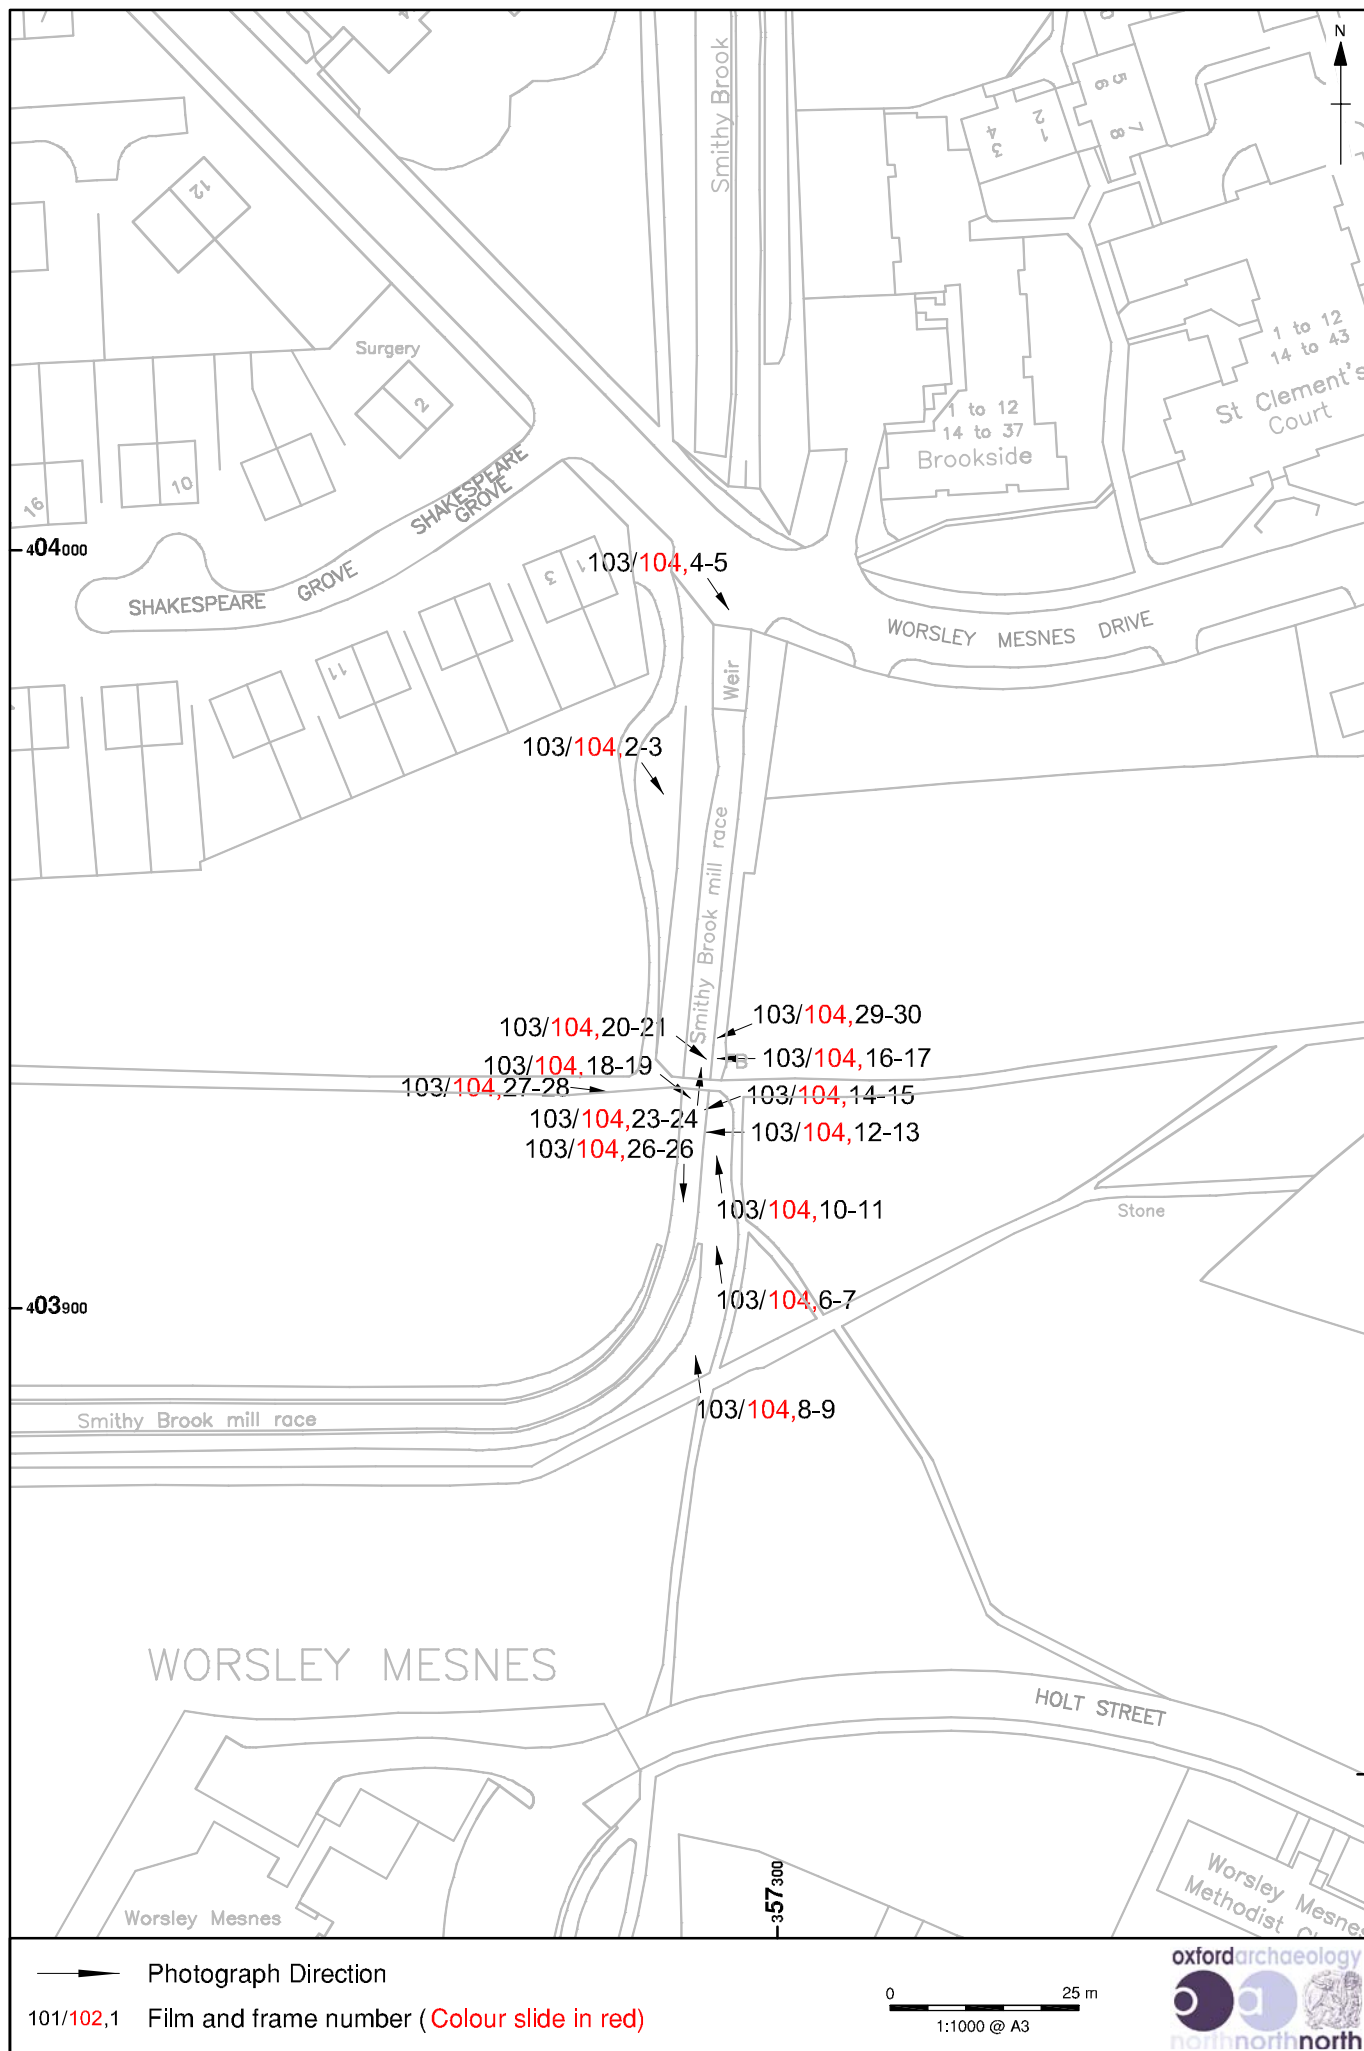 N
Smithy Brook
5
6
7
8
1
2
3
4
12
Surgery
2
1 to 12
14 to 43
St Clement's
Court
1 to 12
14 to 37
Brookside
16
10
SHAKESPEARE
GROVE
404000
103/104,4-5
3
1
SHAKESPEARE GROVE
WORSLEY MESNES DRIVE
11
Weir
103/104,2-3
Smithy Brook mill race
103/104,20-21
103/104,29-30
103/104,18-19
103/104,16-17
B
103/104,27-28
103/104,14-15
103/104,23-24
103/104,12-13
103/104,26-26
103/104,10-11
Stone
403900
103/104,6-7
103/104,8-9
Smithy Brook mill race
WORSLEY MESNES
HOLT STREET
357300
Worsley Mesnes
Worsley Mesnes
Methodist
Photograph Direction
101/102,1 Film and frame number (Colour slide in red)
0 25 m
1:1000 @ A3
oxfordarchaeology
northnorthnorth